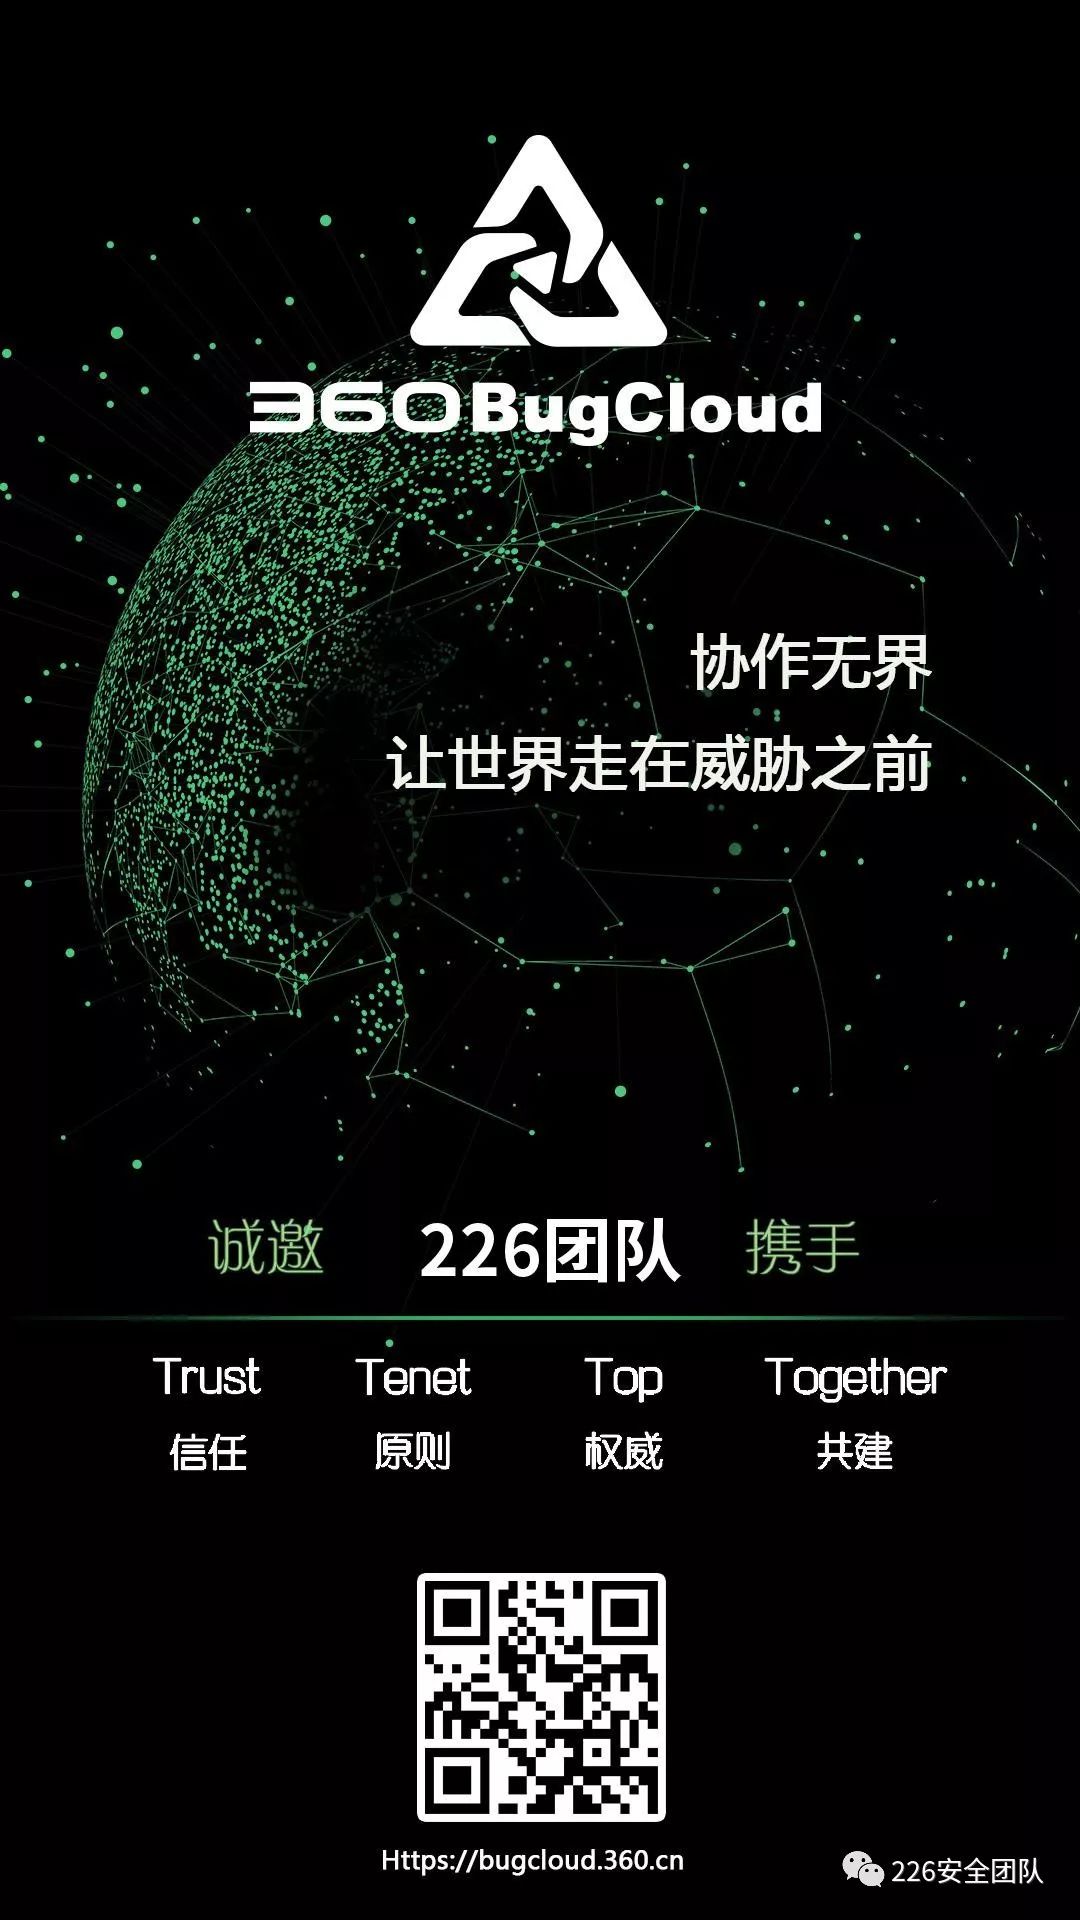 360BugCloud
协作无界
让世界走在威胁之前
诚邀 226团队 携手
Trust Tenet Top Together
信任 原则 权威 共建
Https://bugcloud.360.cn
226安全团队